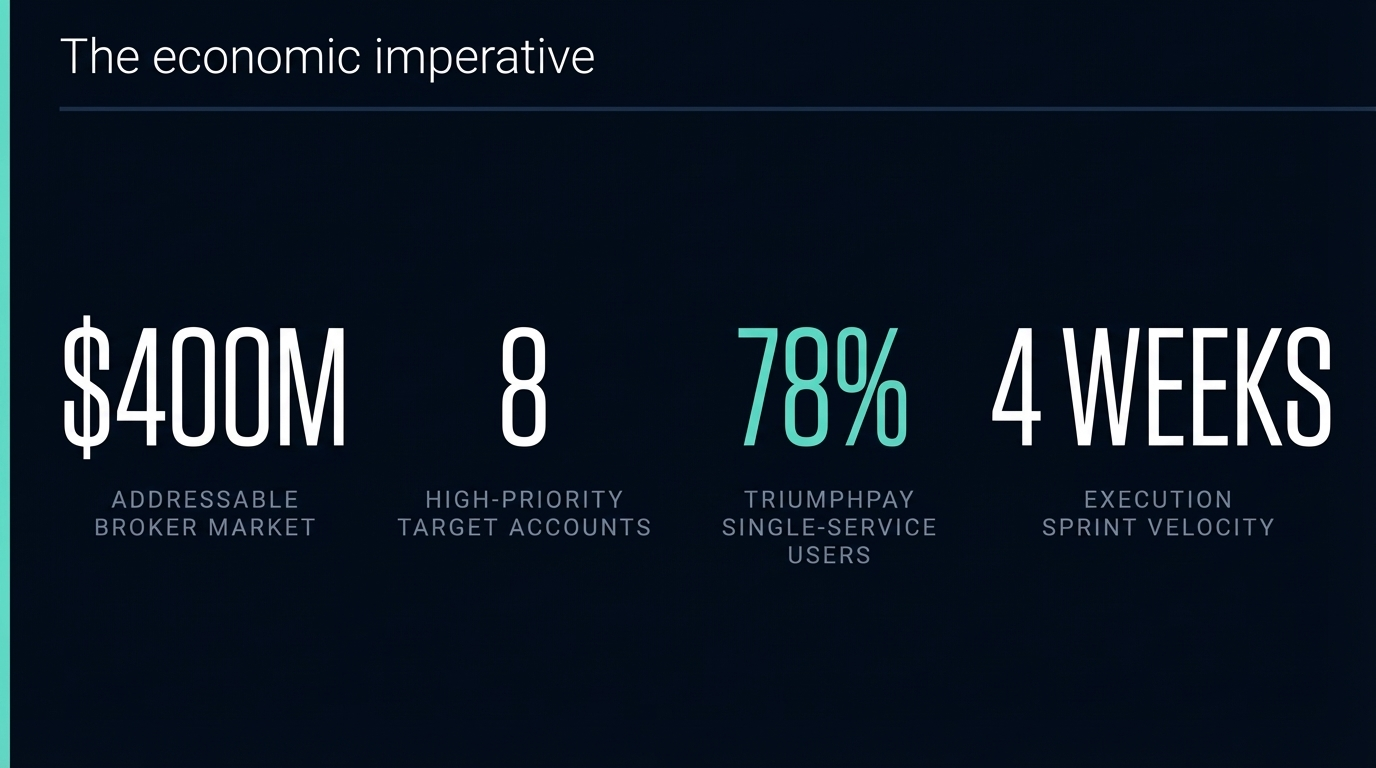 The economic imperative
$400M
ADDRESSABLE
BROKER MARKET
8
HIGH-PRIORITY
TARGET ACCOUNTS
78%
TRIUMPHPAY
SINGLE-SERVICE
USERS
4 WEEKS
EXECUTION
SPRINT VELOCITY